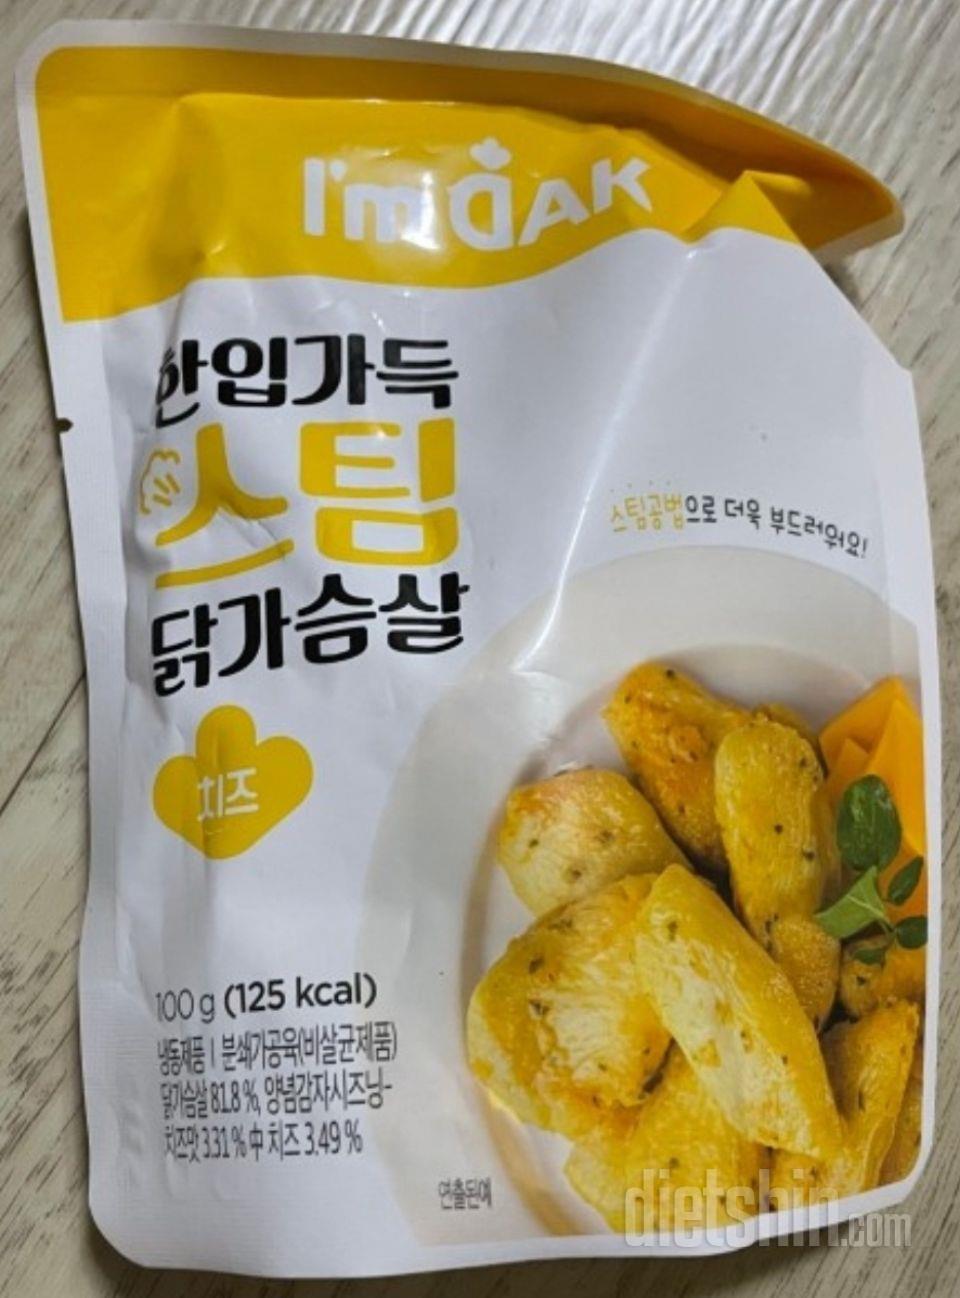 I'm DAK
한입가득
스팀
닭가슴살
스팀공법으로 더욱 부드러워요!
치즈
100 g (125 kcal)
냉동제품 | 분쇄가공육(비살균제품)
닭가슴살 81.8 %, 양념감자시즈닝-
치즈맛 3.31 % 中 치즈 3.49 %
연출된예
dietshin.com